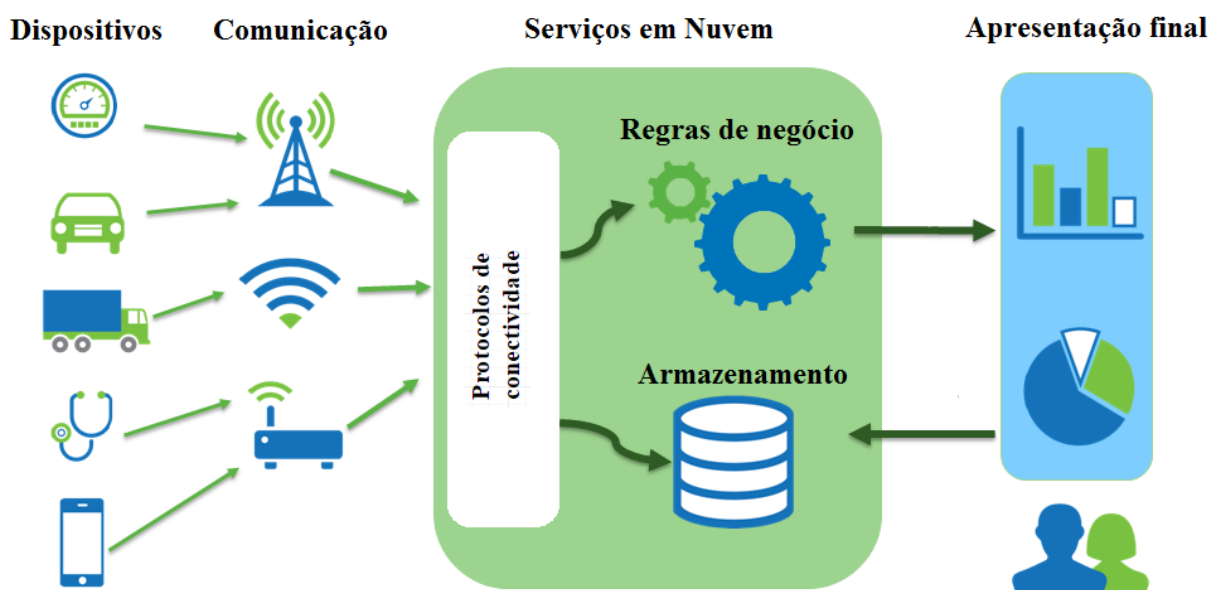 Dispositivos
Comunicação
Serviços em Nuvem
Apresentação final
Protocolos de
conectividade
Regras de negócio
Armazenamento